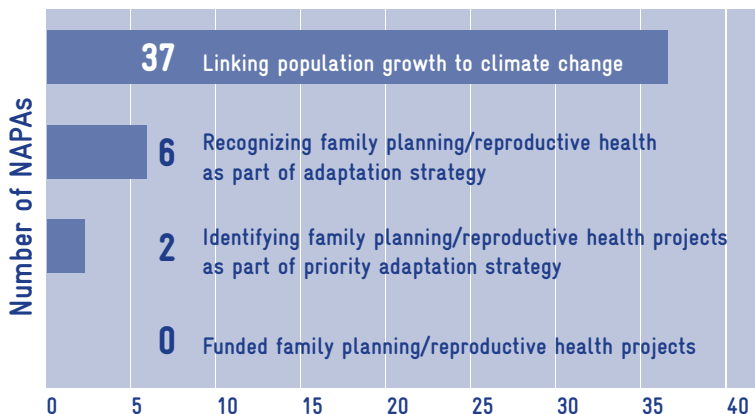 Number of NAPAs
37 Linking population growth to climate change
6 Recognizing family planning/reproductive health
as part of adaptation strategy
2 Identifying family planning/reproductive health projects
as part of priority adaptation strategy
0 Funded family planning/reproductive health projects
0 5 10 15 20 25 30 35 40